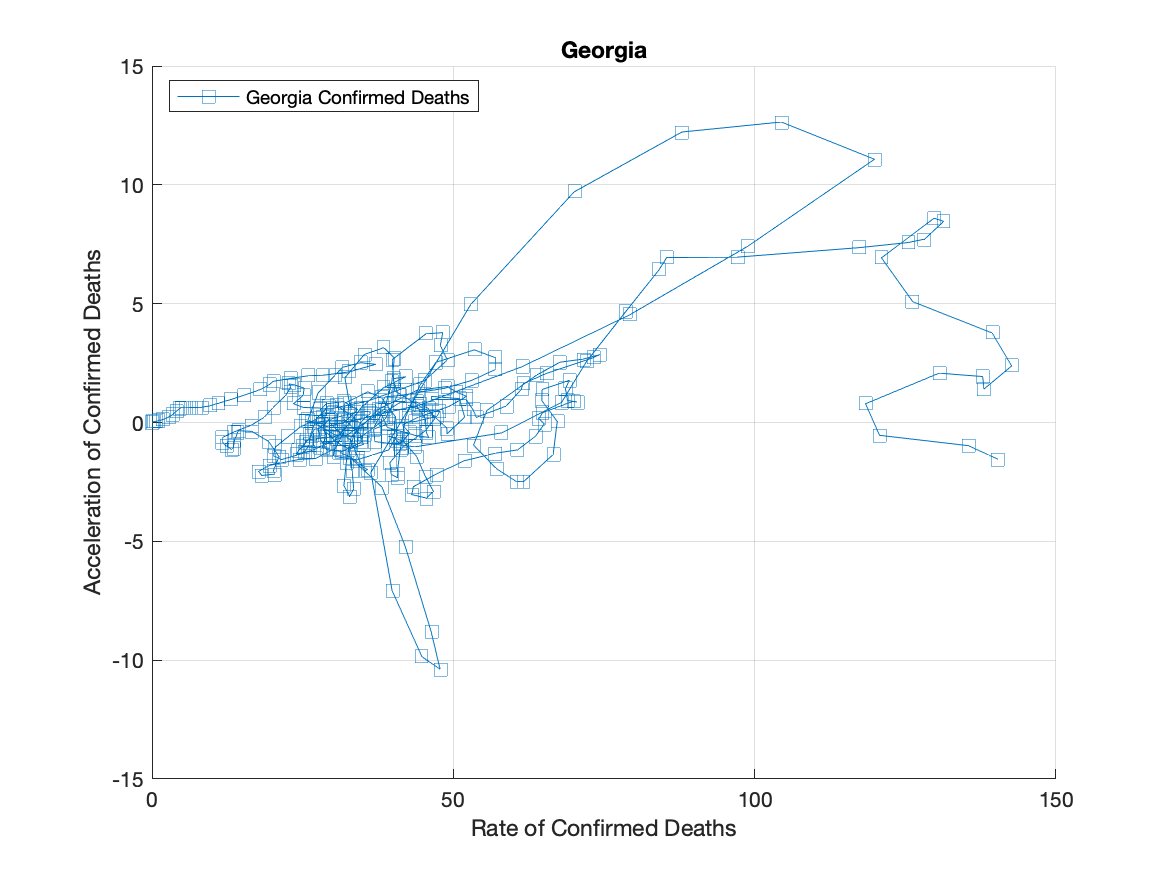 Georgia
Georgia Confirmed Deaths
15
10
5
0
-5
-10
-15
Acceleration of Confirmed Deaths
0 50 100 150
Rate of Confirmed Deaths